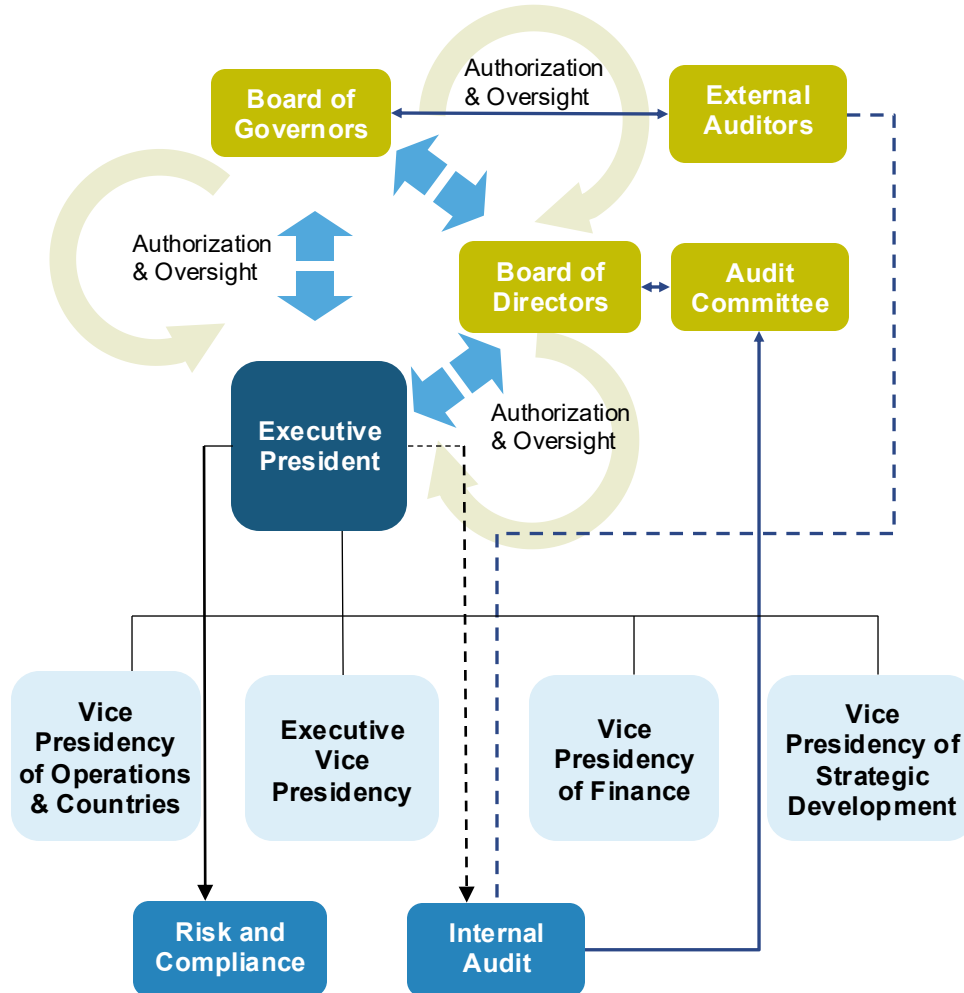 Board of
Governors
Authorization
& Oversight
External
Auditors
Authorization
& Oversight
Board of
Directors
Audit
Committee
Executive
President
Authorization
& Oversight
Vice
Presidency
of Operations
& Countries
Executive
Vice
Presidency
Vice
Presidency
of Finance
Vice
Presidency of
Strategic
Development
Risk and
Compliance
Internal
Audit